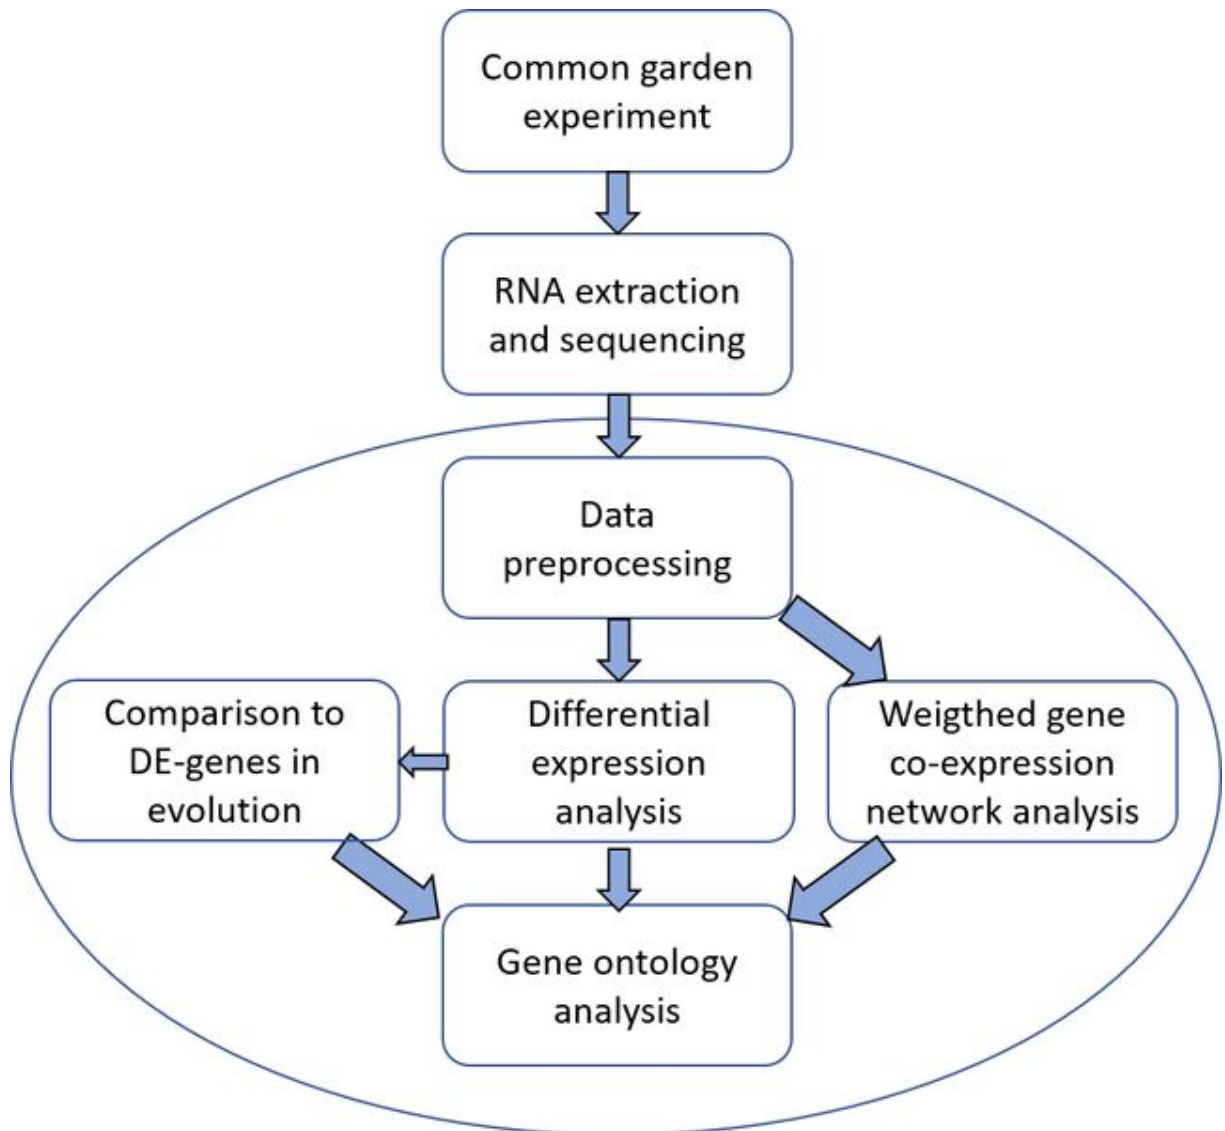 Common garden
experiment
RNA extraction
and sequencing
Data
preprocessing
Comparison to
DE-genes in
evolution
Differential
expression
analysis
Weigthed gene
co-expression
network analysis
Gene ontology
analysis